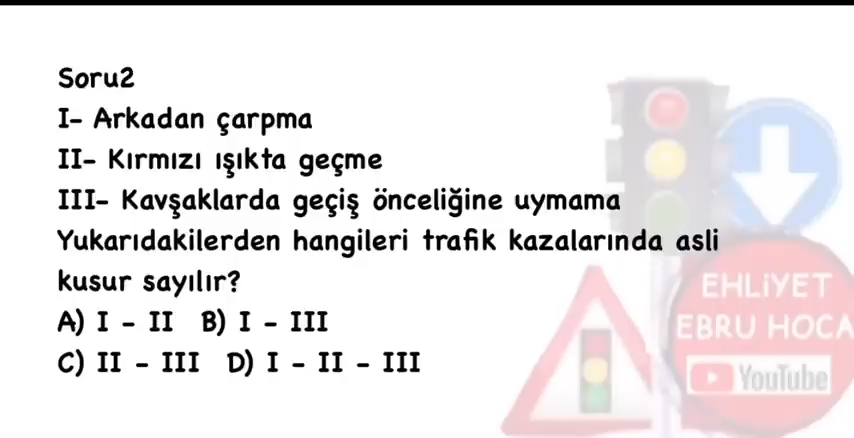 Soru2
I- Arkadan çarpma
II- Kırmızı ışıkta geçme
III- Kavşaklarda geçiş önceliğine uymama
Yukarıdakilerden hangileri trafik kazalarında asli
kusur sayılır?
A) I - II B) I - III
C) II - III D) I - II - III
EHLİYET
EBRU HOCA
YouTube